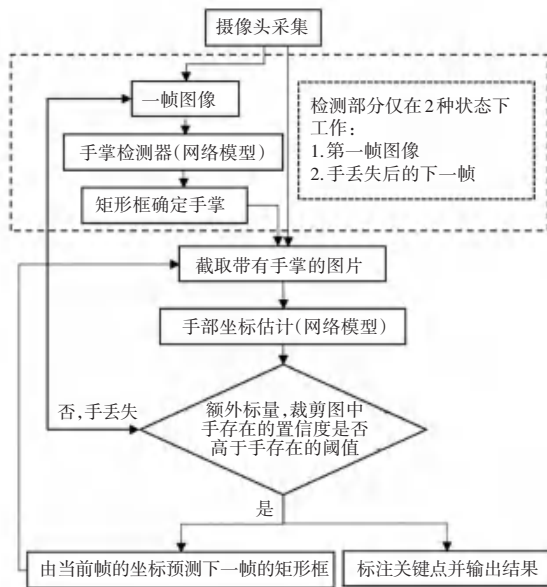 摄像头采集
一帧图像
手掌检测器(网络模型)
矩形框确定手掌
检测部分仅在2种状态下
工作:
1.第一帧图像
2.手丢失后的下一帧
截取带有手掌的图片
手部坐标估计(网络模型)
否,手丢失
额外标量,裁剪图中
手存在的置信度是否
高于手存在的阈值
是
由当前帧的坐标预测下一帧的矩形框
标注关键点并输出结果